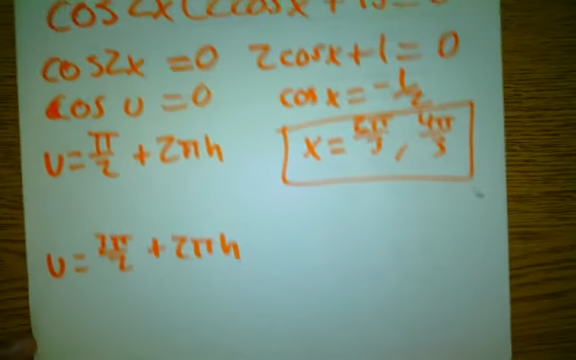 cos2x(2cosx + 1) = 0
cos2x = 0 2cosx + 1 = 0
cos u = 0 cos x = -1/2
u = π/2 + 2πn x = 2π/3, 4π/3
u = 3π/2 + 2πn